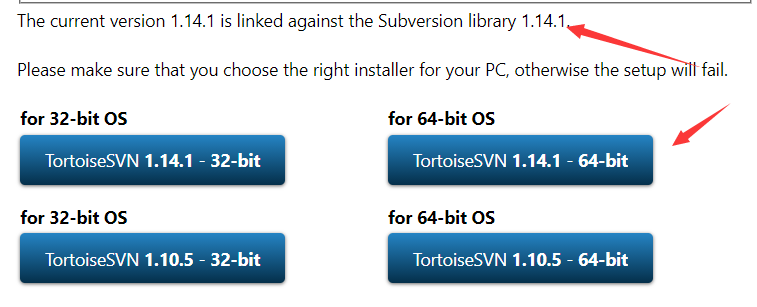 The current version 1.14.1 is linked against the Subversion library 1.14.1.
Please make sure that you choose the right installer for your PC, otherwise the setup will fail.
for 32-bit OS
for 64-bit OS
TortoiseSVN 1.14.1 - 32-bit
TortoiseSVN 1.14.1 - 64-bit
for 32-bit OS
for 64-bit OS
TortoiseSVN 1.10.5 - 32-bit
TortoiseSVN 1.10.5 - 64-bit